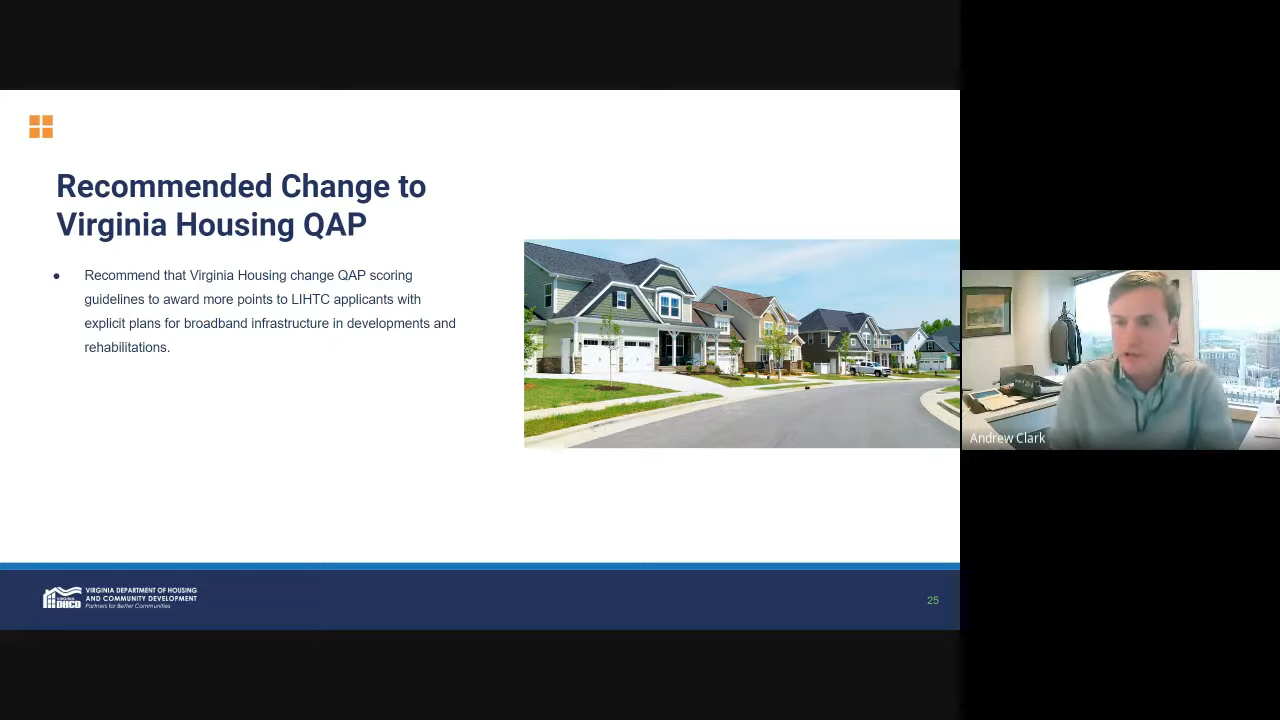 Recommended Change to
Virginia Housing QAP
● Recommend that Virginia Housing change QAP scoring
guidelines to award more points to LIHTC applicants with
explicit plans for broadband infrastructure in developments and
rehabilitations.
Andrew Clark
VIRGINIA
DHCD
VIRGINIA DEPARTMENT OF HOUSING
AND COMMUNITY DEVELOPMENT
Partners for Better Communities
25